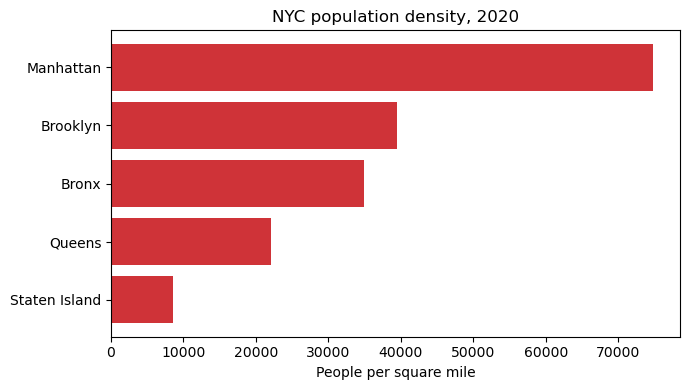 NYC population density, 2020
Manhattan
Brooklyn
Bronx
Queens
Staten Island
0 10000 20000 30000 40000 50000 60000 70000
People per square mile